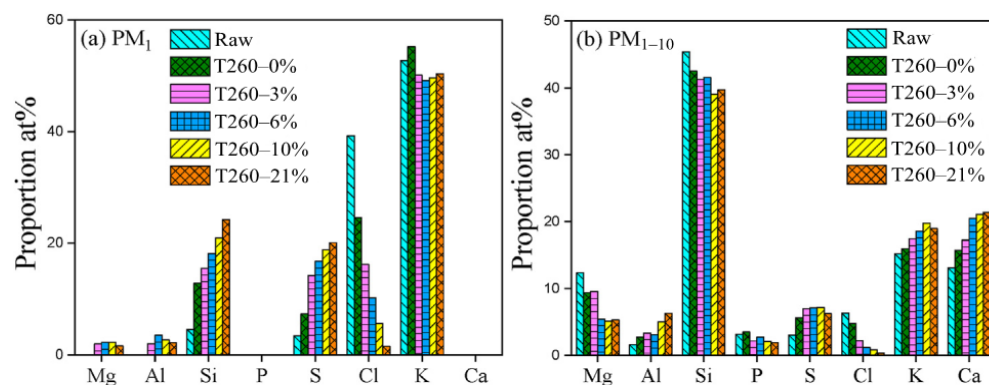 (a) PM₁
Raw
T260–0%
T260–3%
T260–6%
T260–10%
T260–21%
Proportion at%
60
40
20
0
Mg Al Si P S Cl K Ca
(b) PM₁₋₁₀
Raw
T260–0%
T260–3%
T260–6%
T260–10%
T260–21%
Proportion at%
50
40
30
20
10
0
Mg Al Si P S Cl K Ca